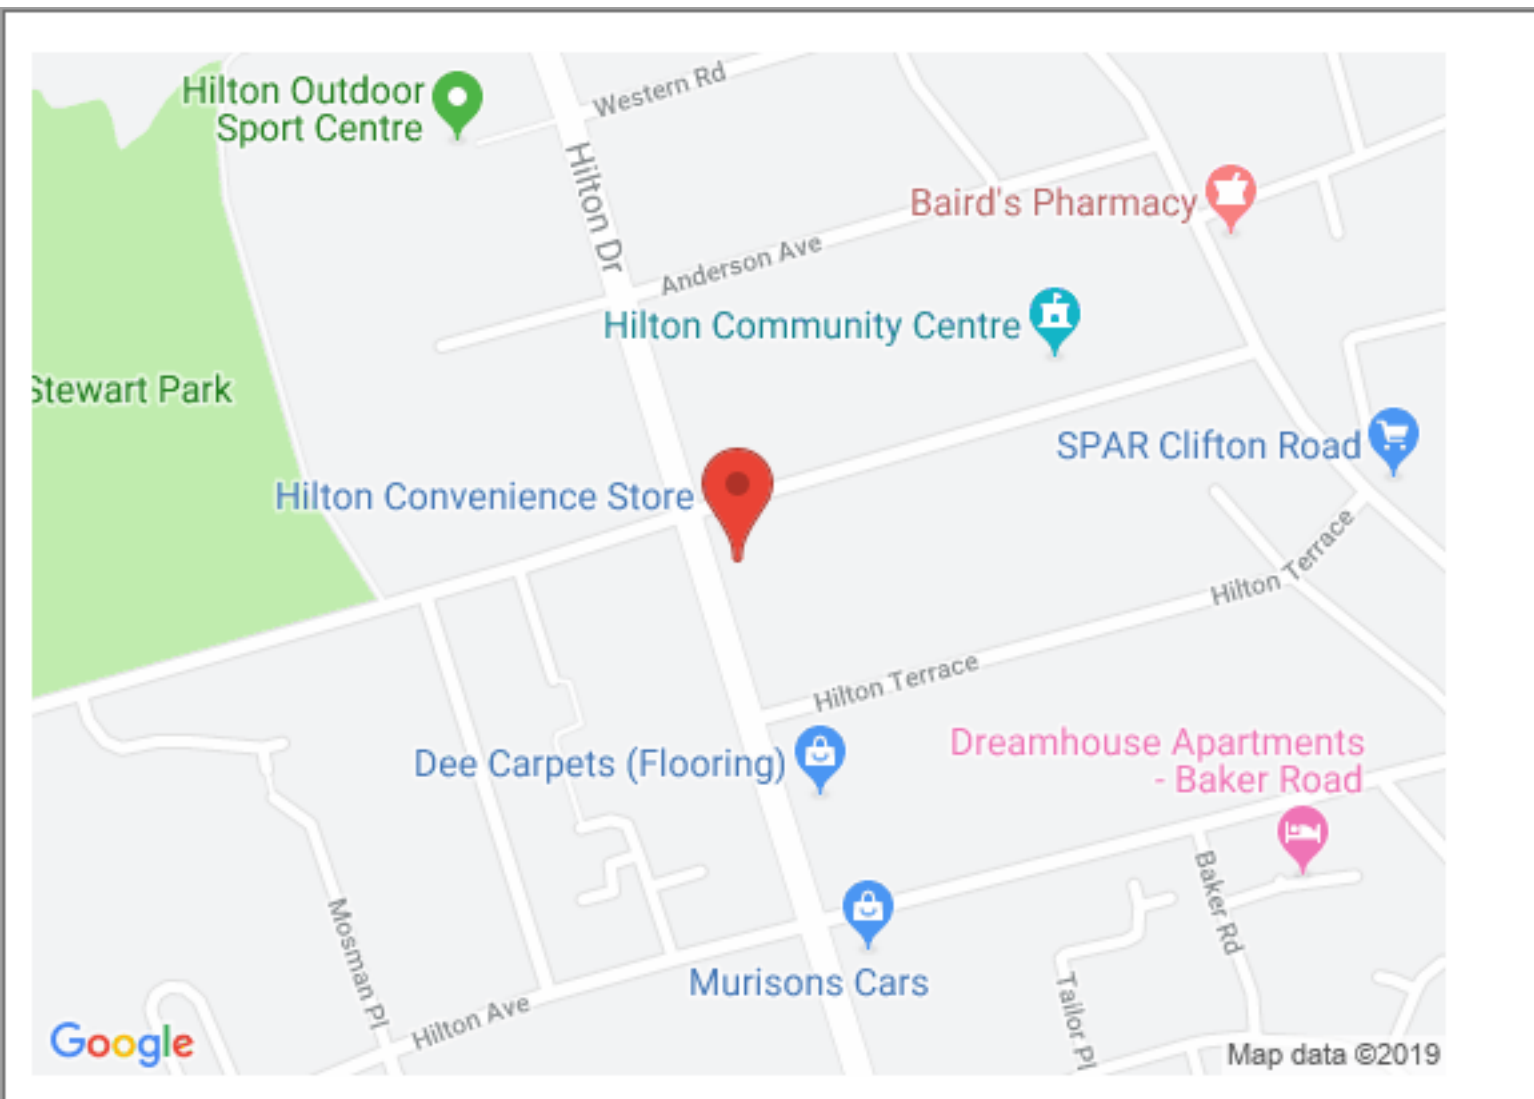 Hilton Outdoor
Sport Centre
Western Rd
Hilton Dr
Baird's Pharmacy
Anderson Ave
Hilton Community Centre
Stewart Park
SPAR Clifton Road
Hilton Convenience Store
Hilton Terrace
Hilton Terrace
Dee Carpets (Flooring)
Dreamhouse Apartments
- Baker Road
Baker Rd
Mosman Pl
Murisons Cars
Tailor Pl
Hilton Ave
Google
Map data ©2019